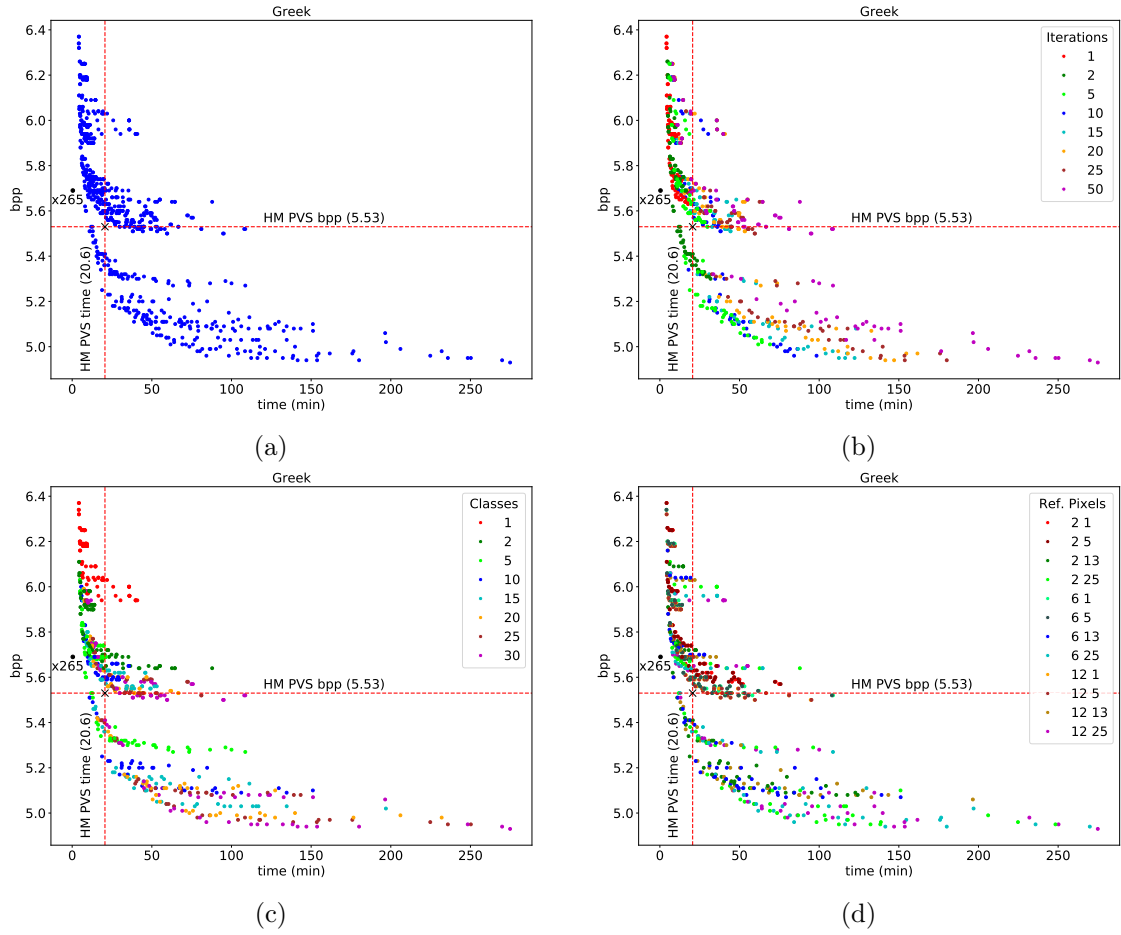 Greek
6.4
6.2
6.0
5.8
5.6
5.4
5.2
5.0
bpp
x265
HM PVS bpp (5.53)
HM PVS time (20.6)
0 50 100 150 200 250
time (min)
(a)
Greek
6.4
6.2
6.0
5.8
5.6
5.4
5.2
5.0
bpp
x265
HM PVS bpp (5.53)
HM PVS time (20.6)
Iterations
1
2
5
10
15
20
25
50
0 50 100 150 200 250
time (min)
(b)
Greek
6.4
6.2
6.0
5.8
5.6
5.4
5.2
5.0
bpp
x265
HM PVS bpp (5.53)
HM PVS time (20.6)
Classes
1
2
5
10
15
20
25
30
0 50 100 150 200 250
time (min)
(c)
Greek
6.4
6.2
6.0
5.8
5.6
5.4
5.2
5.0
bpp
x265
HM PVS bpp (5.53)
HM PVS time (20.6)
Ref. Pixels
2 1
2 5
2 13
2 25
6 1
6 5
6 13
6 25
12 1
12 5
12 13
12 25
0 50 100 150 200 250
time (min)
(d)